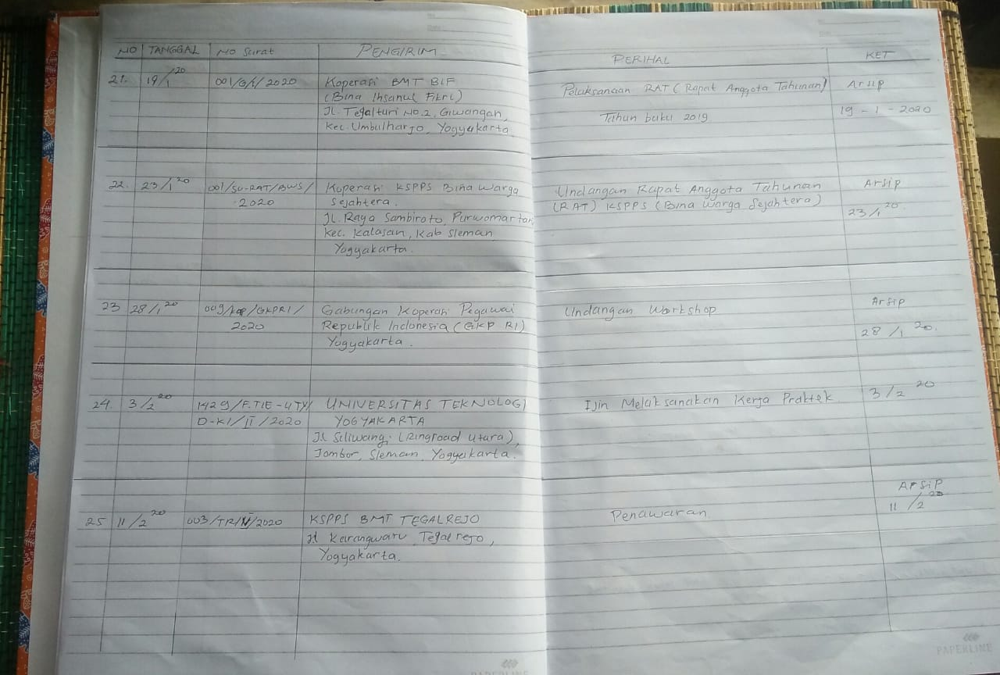 NO TANGGAL NO Surat PENGIRIM PERIHAL KET
21. 19/1 20 2020 Koperasi BMT BIF Pelaksanaan RAT (Rapat Anggota Tahunan) Arsip
(Bina Ihsanul Fikri)
Jl. Tegalturi No.2, Giwangan, Tahun buku 2019 19-1-2020
Kec. Umbulharjo, Yogyakarta
22. 23/1 20 001/SU-RAT/BWS/ Koperasi KSPPS Bina Warga Undangan Rapat Anggota Tahunan Arsip
2020 Sejahtera. (RAT) KSPPS (Bina Warga Sejahtera)
Jl. Raya Sambiroto, Purwomartani 23/1 20
Kec. Kalasan, Kab Sleman
Yogyakarta.
23 28/1 20 009/Kop/GKPRI/ Gabungan Koperasi Pegawai Undangan Workshop Arsip
2020 Republik Indonesia (GKP RI) 28/1 20.
Yogyakarta.
24. 3/2 20 1429/F.TIE-UTY/ UNIVERSITAS TEKNOLOGI Ijin Melaksanakan Kerja Praktek 3/2 20
D-KI/II/2020 YOGYAKARTA
Jl Siliwangi (Ringroad Utara),
Jombor, Sleman, Yogyakarta.
25 11/2 20 2020 KSPPS BMT TEGALREJO Penawaran Arsip
Jl Karangwaru Tegalrejo, 11/2 20
Yogyakarta.
PAPERLINE PAPERLINE